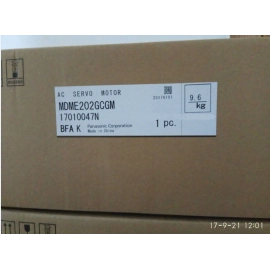 AC SERVO MOTOR
MDME202GCGM
17010047N
BFA K
Panasonic Corporation
Made in China
20170101
1 pc.
9.6
kg
17-9-21 12:01